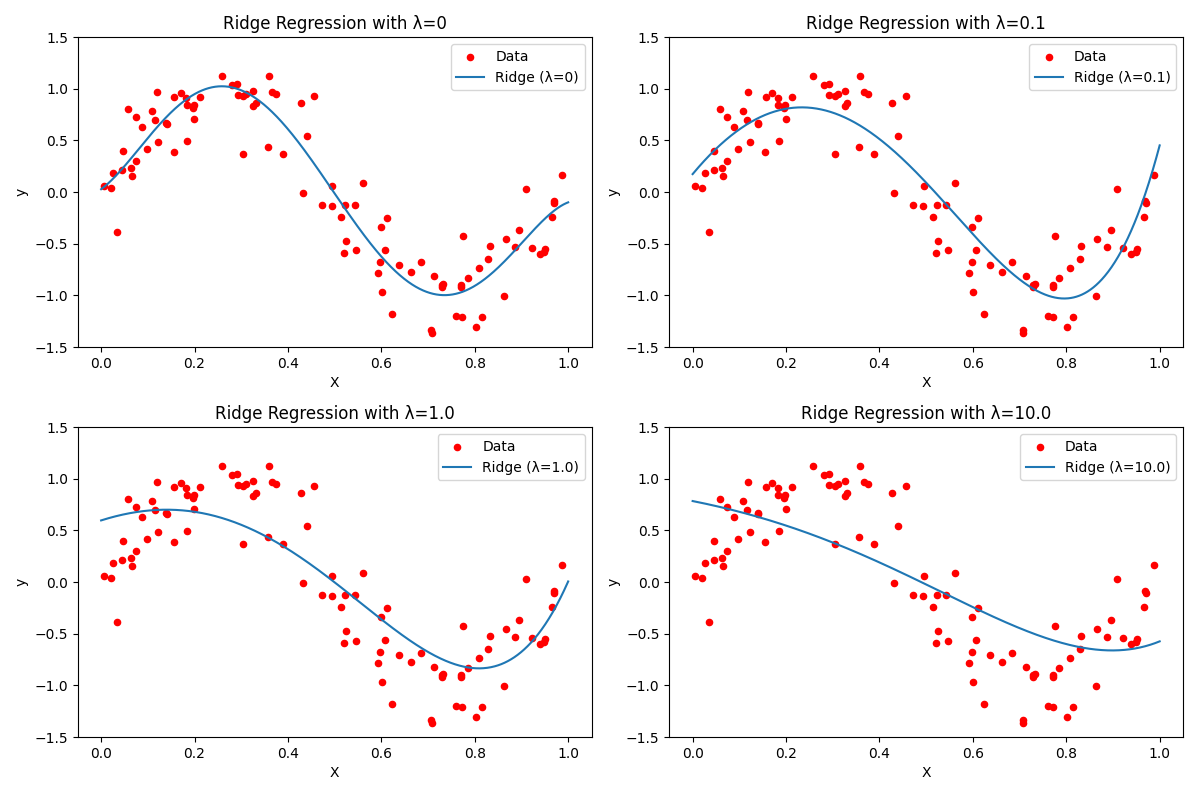 Ridge Regression with λ=0
1.5
1.0
0.5
0.0
−0.5
−1.0
−1.5
y
Data
Ridge (λ=0)
0.0 0.2 0.4 0.6 0.8 1.0
X
Ridge Regression with λ=0.1
1.5
1.0
0.5
0.0
−0.5
−1.0
−1.5
y
Data
Ridge (λ=0.1)
0.0 0.2 0.4 0.6 0.8 1.0
X
Ridge Regression with λ=1.0
1.5
1.0
0.5
0.0
−0.5
−1.0
−1.5
y
Data
Ridge (λ=1.0)
0.0 0.2 0.4 0.6 0.8 1.0
X
Ridge Regression with λ=10.0
1.5
1.0
0.5
0.0
−0.5
−1.0
−1.5
y
Data
Ridge (λ=10.0)
0.0 0.2 0.4 0.6 0.8 1.0
X